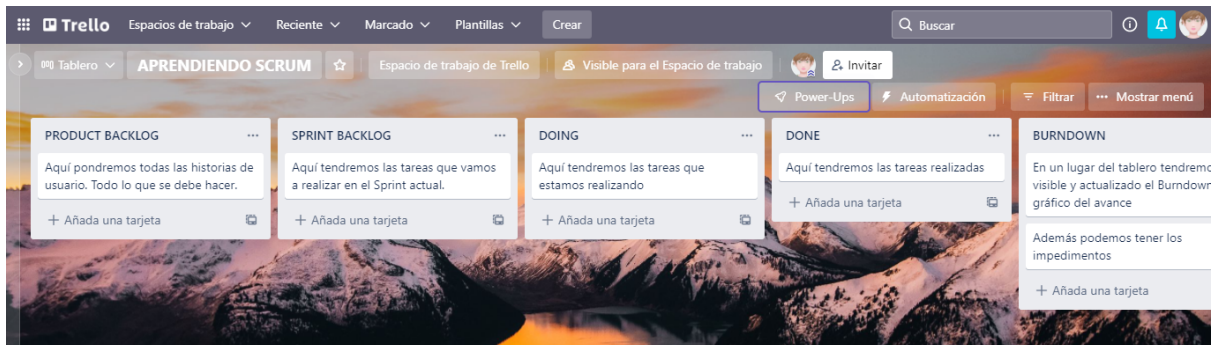 Trello Espacios de trabajo Reciente Marcado Plantillas Crear Buscar
Tablero APRENDIENDO SCRUM Espacio de trabajo de Trello Visible para el Espacio de trabajo Invitar
Power-Ups Automatización Filtrar Mostrar menú
PRODUCT BACKLOG
Aquí pondremos todas las historias de
usuario. Todo lo que se debe hacer.
Añada una tarjeta
SPRINT BACKLOG
Aquí tendremos las tareas que vamos
a realizar en el Sprint actual.
Añada una tarjeta
DOING
Aquí tendremos las tareas que
estamos realizando
Añada una tarjeta
DONE
Aquí tendremos las tareas realizadas
Añada una tarjeta
BURNDOWN
En un lugar del tablero tendremo
visible y actualizado el Burndown
gráfico del avance
Además podemos tener los
impedimentos
Añada una tarjeta